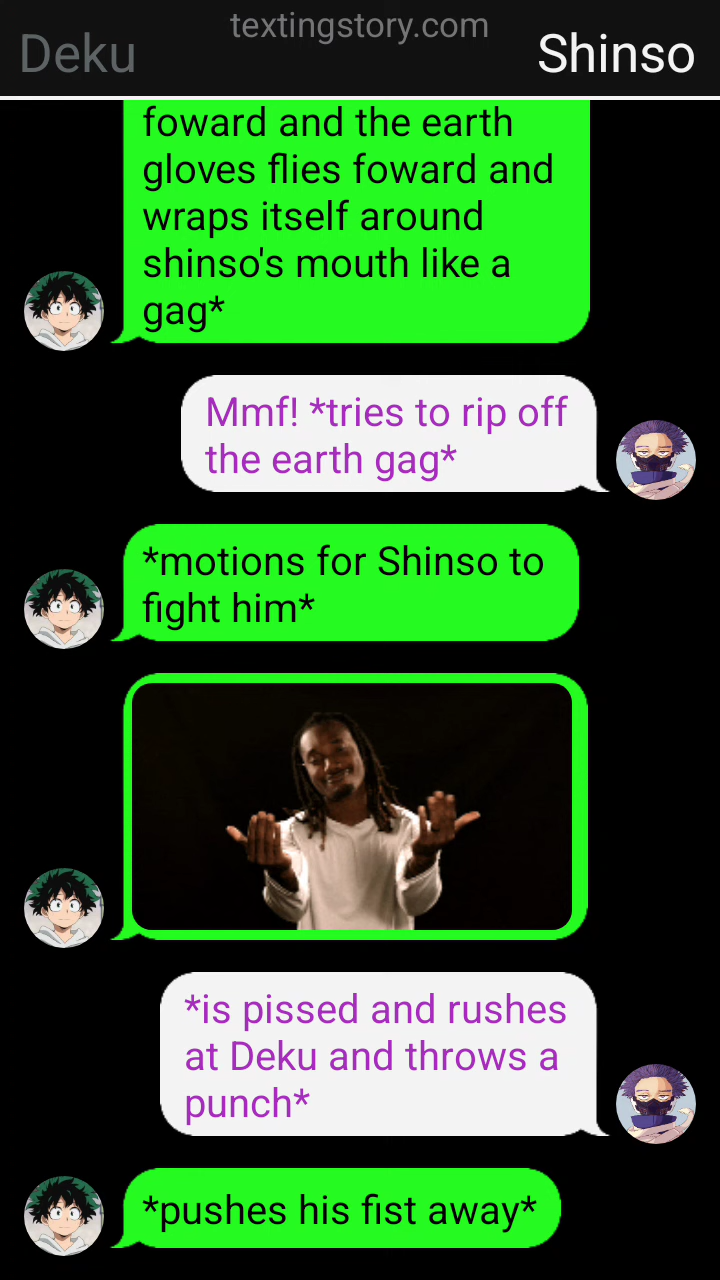 textingstory.com
Deku
Shinso
foward and the earth
gloves flies foward and
wraps itself around
shinso's mouth like a
gag*
Mmf! *tries to rip off
the earth gag*
*motions for Shinso to
fight him*
*is pissed and rushes
at Deku and throws a
punch*
*pushes his fist away*